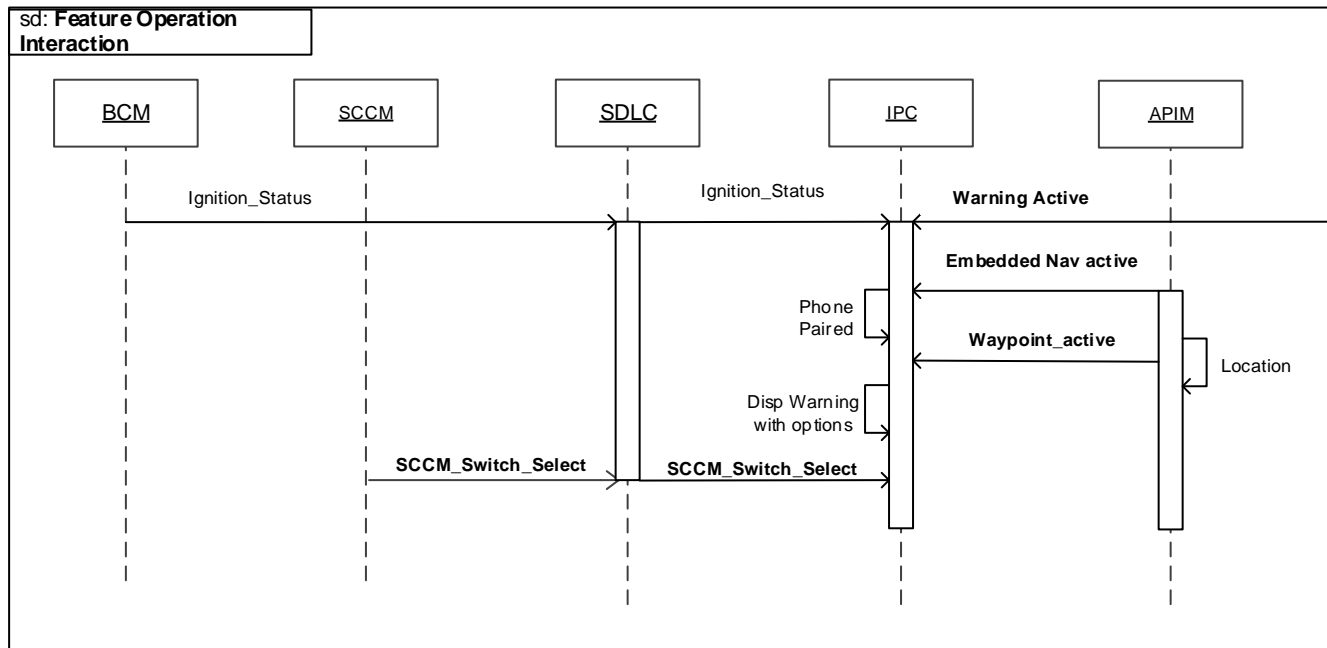 sd: Feature Operation
Interaction
BCM
SCCM
SDLC
IPC
APIM
Ignition_Status
Ignition_Status
Warning Active
Embedded Nav active
Phone
Paired
Waypoint_active
Location
Disp Warning
with options
SCCM_Switch_Select
SCCM_Switch_Select